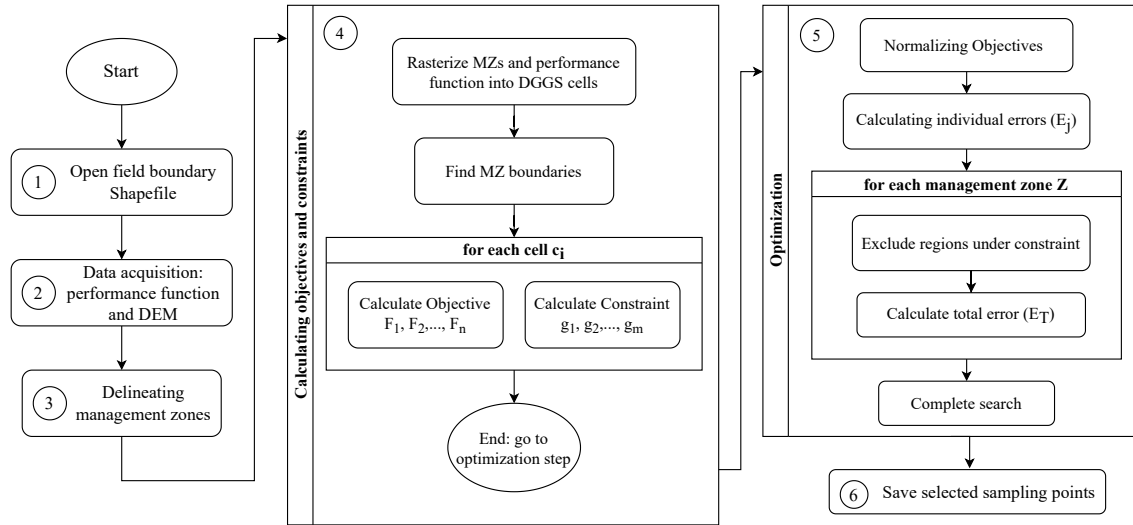 Start
1
Open field boundary
Shapefile
2
Data acquisition:
performance function
and DEM
3
Delineating
management zones
Calculating objectives and constraints
4
Rasterize MZs and performance
function into DGGS cells
Find MZ boundaries
for each cell c_i
Calculate Objective
F_1, F_2,..., F_n
Calculate Constraint
g_1, g_2,..., g_m
End: go to
optimization step
Optimization
5
Normalizing Objectives
Calculating individual errors (E_j)
for each management zone Z
Exclude regions under constraint
Calculate total error (E_T)
Complete search
6
Save selected sampling points